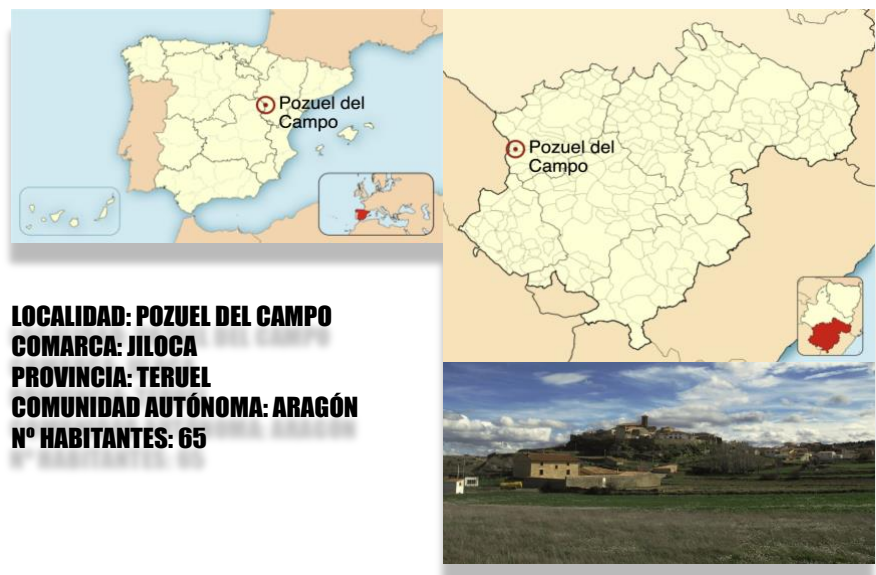 Pozuel del
Campo
Pozuel del
Campo
LOCALIDAD: POZUEL DEL CAMPO
COMARCA: JILOCA
PROVINCIA: TERUEL
COMUNIDAD AUTÓNOMA: ARAGÓN
Nº HABITANTES: 65